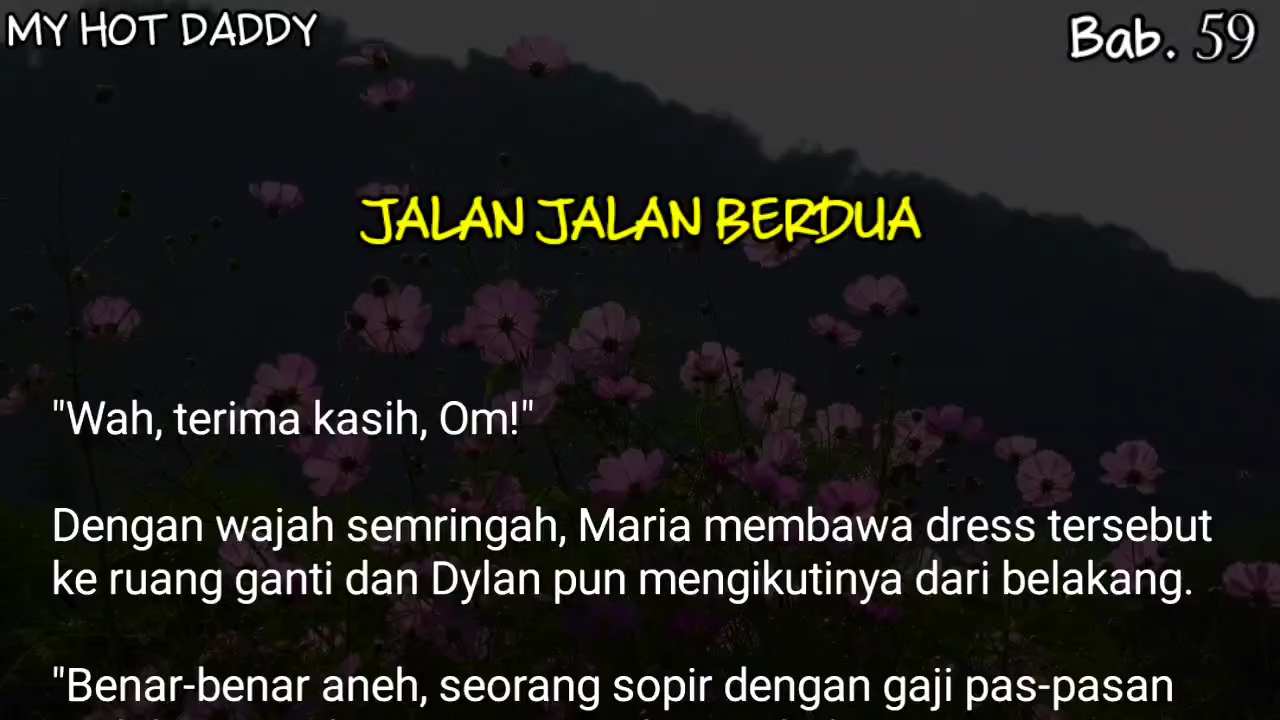 MY HOT DADDY
Bab. 59
JALAN JALAN BERDUA
"Wah, terima kasih, Om!"
Dengan wajah semringah, Maria membawa dress tersebut
ke ruang ganti dan Dylan pun mengikutinya dari belakang.
"Benar-benar aneh, seorang sopir dengan gaji pas-pasan